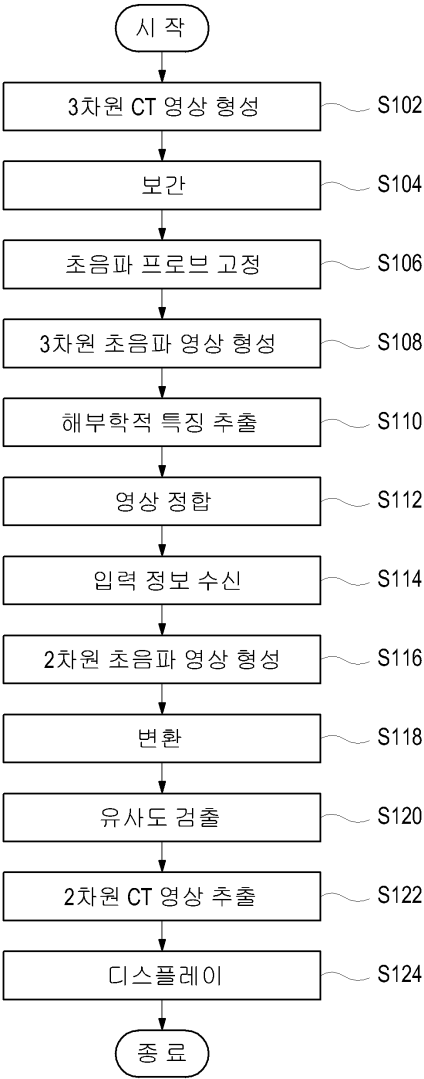 시작
3차원 CT 영상 형성 S102
보간 S104
초음파 프로브 고정 S106
3차원 초음파 영상 형성 S108
해부학적 특징 추출 S110
영상 정합 S112
입력 정보 수신 S114
2차원 초음파 영상 형성 S116
변환 S118
유사도 검출 S120
2차원 CT 영상 추출 S122
디스플레이 S124
종료